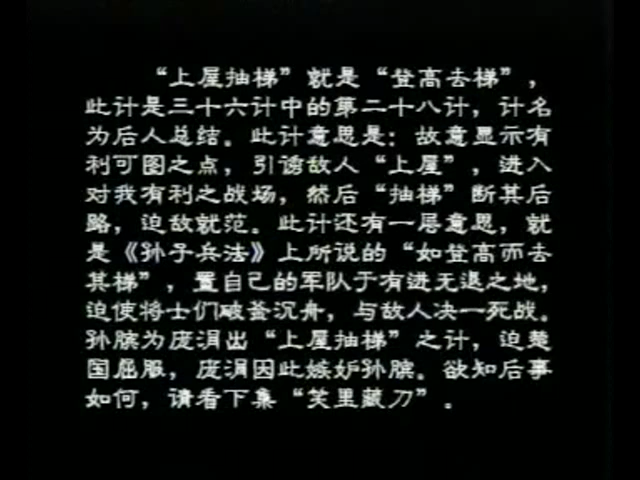 “上屋抽梯”就是“登高去梯”，
此计是三十六计中的第二十八计，计名
为后人总结。此计意思是：故意显示有
利可图之点，引诱敌人“上屋”，进入
对我有利之战场，然后“抽梯”断其后
路，迫敌就范。此计还有一层意思，就
是《孙子兵法》上所说的“如登高而去
其梯”，置自己的军队于有进无退之地，
迫使将士们破釜沉舟，与敌人决一死战。
孙膑为庞涓出“上屋抽梯”之计，迫楚
国屈服，庞涓因此嫉妒孙膑。欲知后事
如何，请看下集“笑里藏刀”。